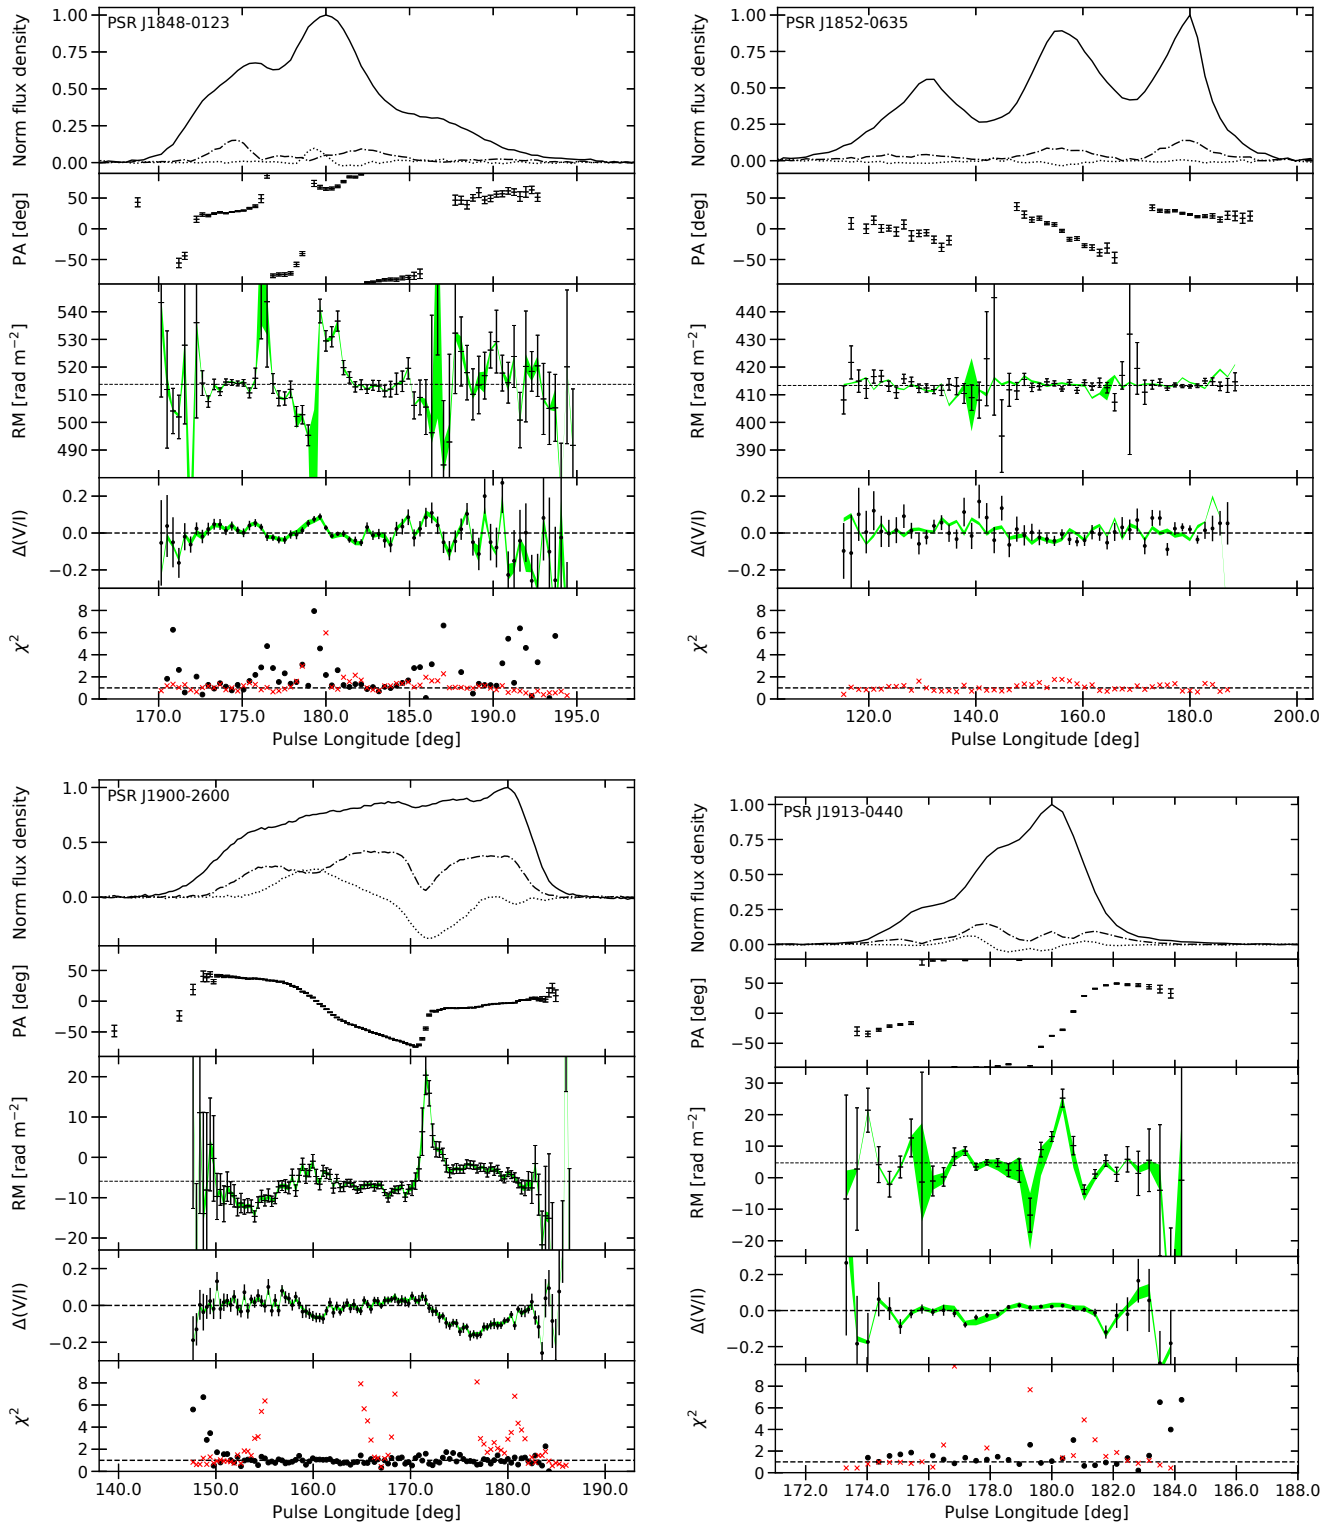 PSR J1848-0123
Norm flux density
1.00
0.75
0.50
0.25
0.00
PA [deg]
50
0
−50
RM [rad m−2]
540
530
520
510
500
490
Δ(V/I)
0.2
0.0
−0.2
χ2
8
6
4
2
0
170.0 175.0 180.0 185.0 190.0 195.0
Pulse Longitude [deg]
PSR J1852-0635
Norm flux density
1.00
0.75
0.50
0.25
0.00
PA [deg]
50
0
−50
RM [rad m−2]
440
430
420
410
400
390
Δ(V/I)
0.2
0.0
−0.2
χ2
8
6
4
2
0
120.0 140.0 160.0 180.0 200.0
Pulse Longitude [deg]
PSR J1900-2600
Norm flux density
1.0
0.5
0.0
PA [deg]
50
0
−50
RM [rad m−2]
20
10
0
−10
−20
Δ(V/I)
0.2
0.0
−0.2
χ2
8
6
4
2
0
140.0 150.0 160.0 170.0 180.0 190.0
Pulse Longitude [deg]
PSR J1913-0440
Norm flux density
1.00
0.75
0.50
0.25
0.00
PA [deg]
50
0
−50
RM [rad m−2]
30
20
10
0
−10
−20
Δ(V/I)
0.2
0.0
−0.2
χ2
8
6
4
2
0
172.0 174.0 176.0 178.0 180.0 182.0 184.0 186.0 188.0
Pulse Longitude [deg]